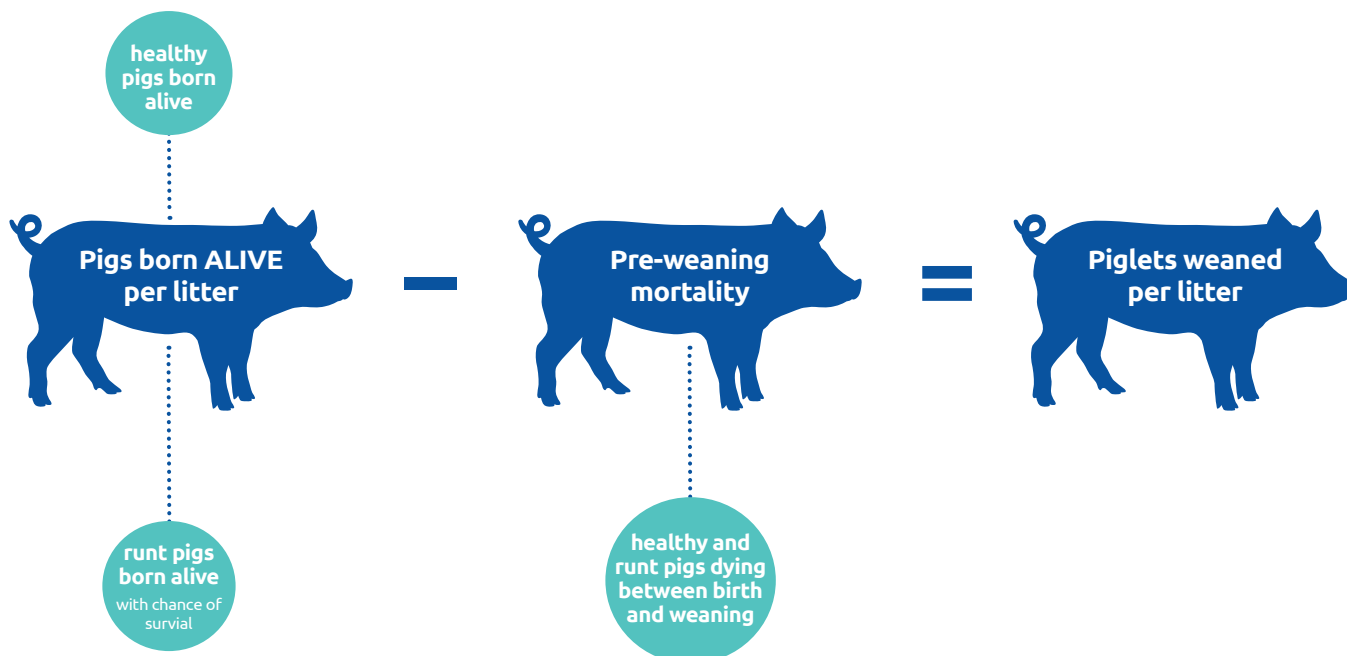 healthy
pigs born
alive
Pigs born ALIVE
per litter
runt pigs
born alive
with chance of
survial
Pre-weaning
mortality
healthy and
runt pigs dying
between birth
and weaning
Piglets weaned
per litter